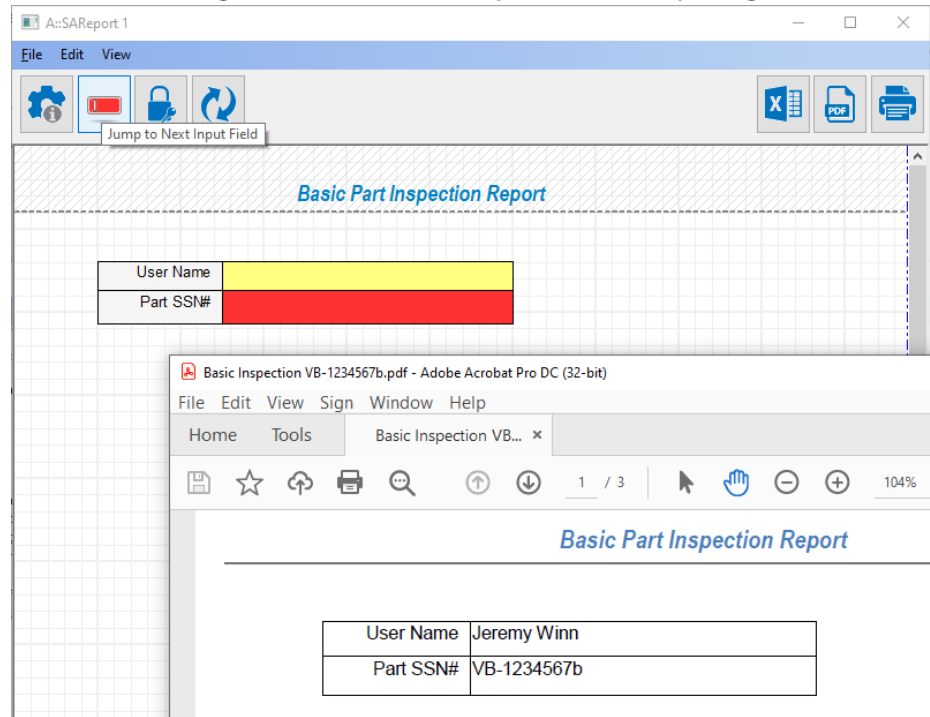 A::SAReport 1
File Edit View
Jump to Next Input Field
PDF
Basic Part Inspection Report
User Name
Part SSN#
Basic Inspection VB-1234567b.pdf - Adobe Acrobat Pro DC (32-bit)
File Edit View Sign Window Help
Home Tools Basic Inspection VB... ×
1 / 3 104%
Basic Part Inspection Report
User Name Jeremy Winn
Part SSN# VB-1234567b